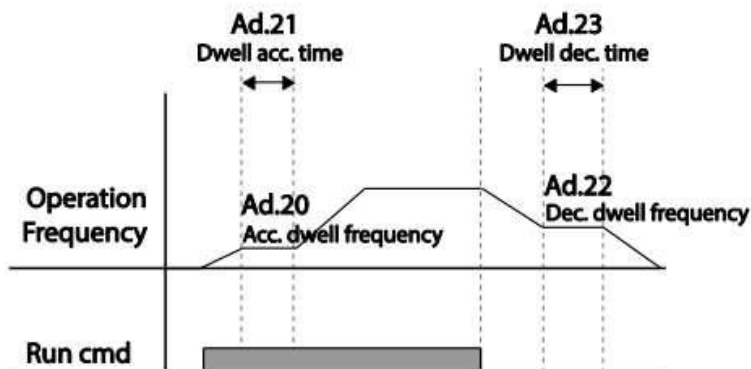 Ad.21
Dwell acc. time
Ad.23
Dwell dec. time
Operation
Frequency
Ad.20
Acc. dwell frequency
Ad.22
Dec. dwell frequency
Run cmd